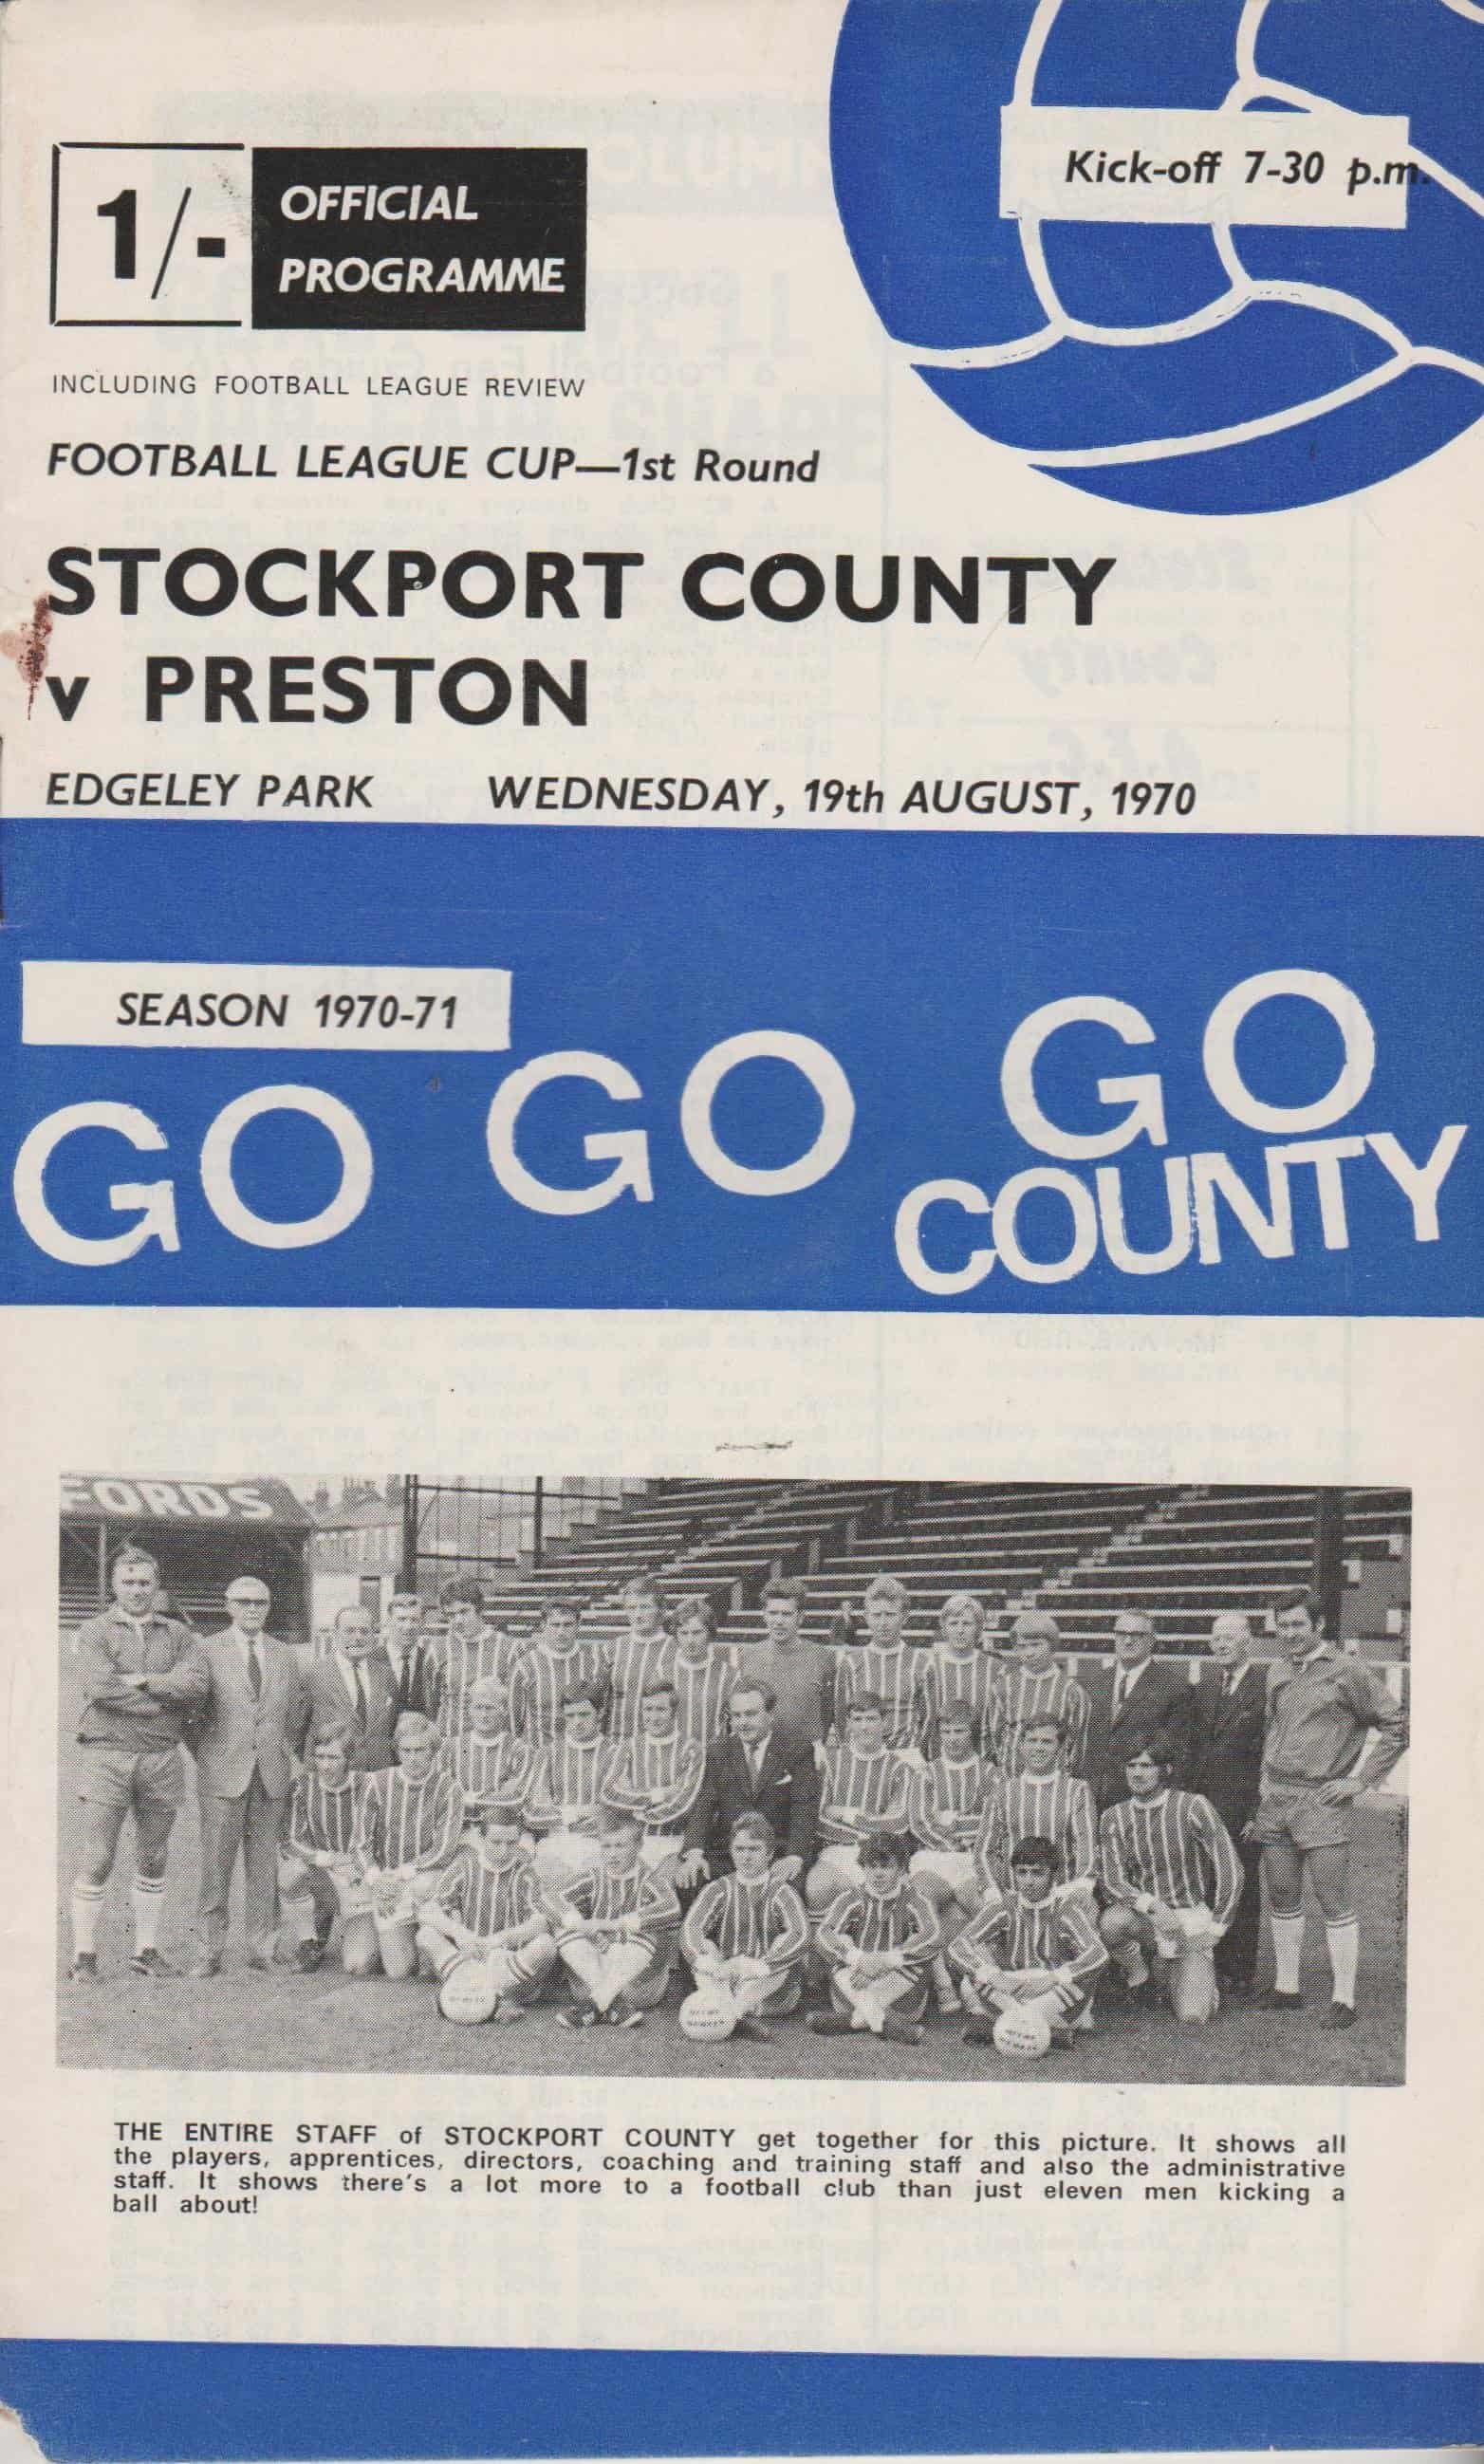 Kick-off 7-30 p.m.
1/-
OFFICIAL
PROGRAMME
INCLUDING FOOTBALL LEAGUE REVIEW
FOOTBALL LEAGUE CUP—1st Round
STOCKPORT COUNTY
v PRESTON
EDGELEY PARK WEDNESDAY, 19th AUGUST, 1970
SEASON 1970-71
GO GO GO
COUNTY
FORDS
THE ENTIRE STAFF of STOCKPORT COUNTY get together for this picture. It shows all
the players, apprentices, directors, coaching and training staff and also the administrative
staff. It shows there's a lot more to a football club than just eleven men kicking a
ball about!